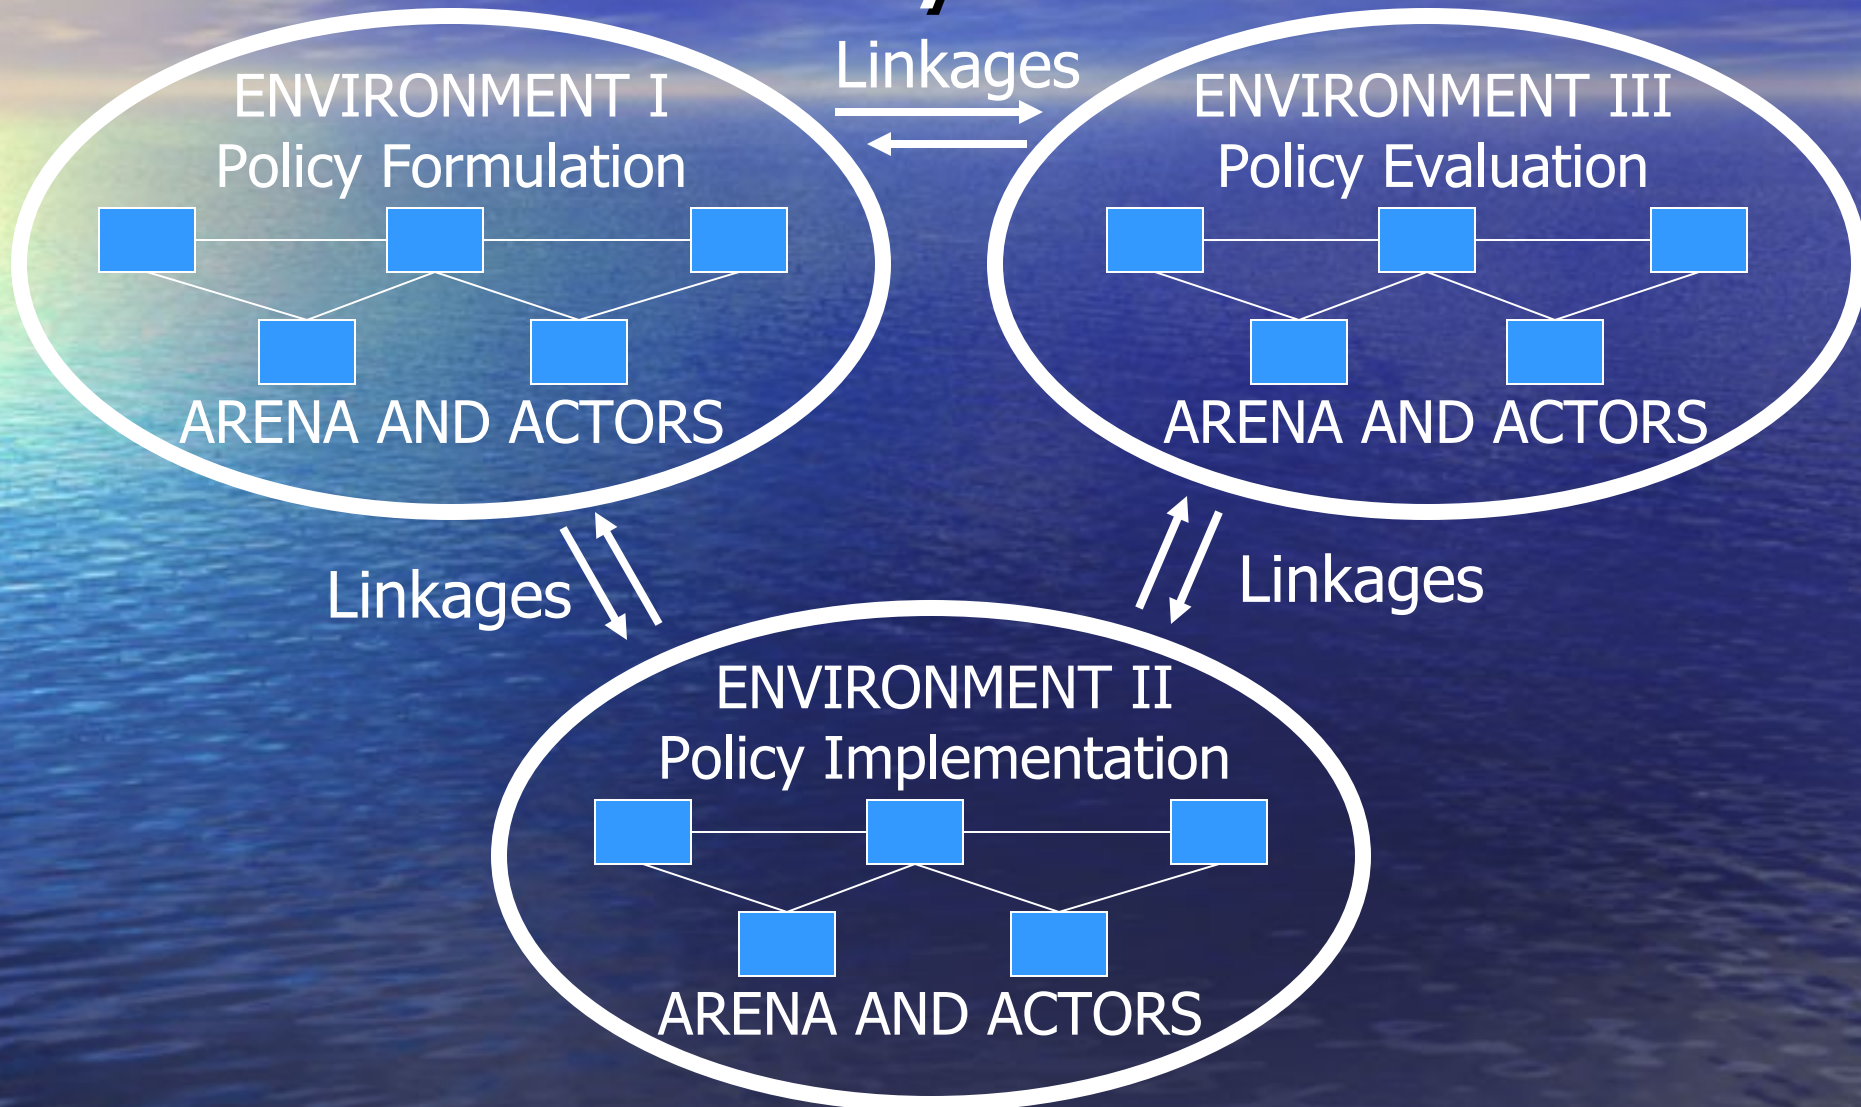 Linkages
ENVIRONMENT I
Policy Formulation
ARENA AND ACTORS
ENVIRONMENT III
Policy Evaluation
ARENA AND ACTORS
Linkages
Linkages
ENVIRONMENT II
Policy Implementation
ARENA AND ACTORS